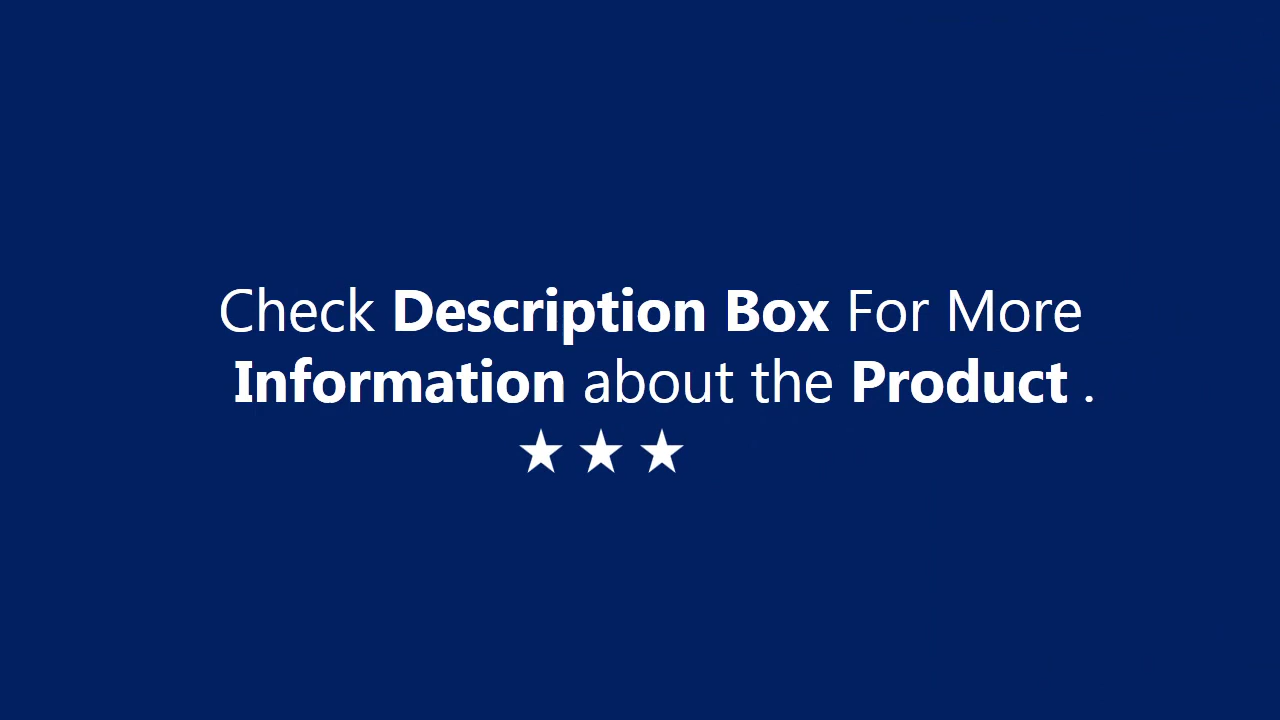 Check Description Box For More
Information about the Product .
★ ★ ★